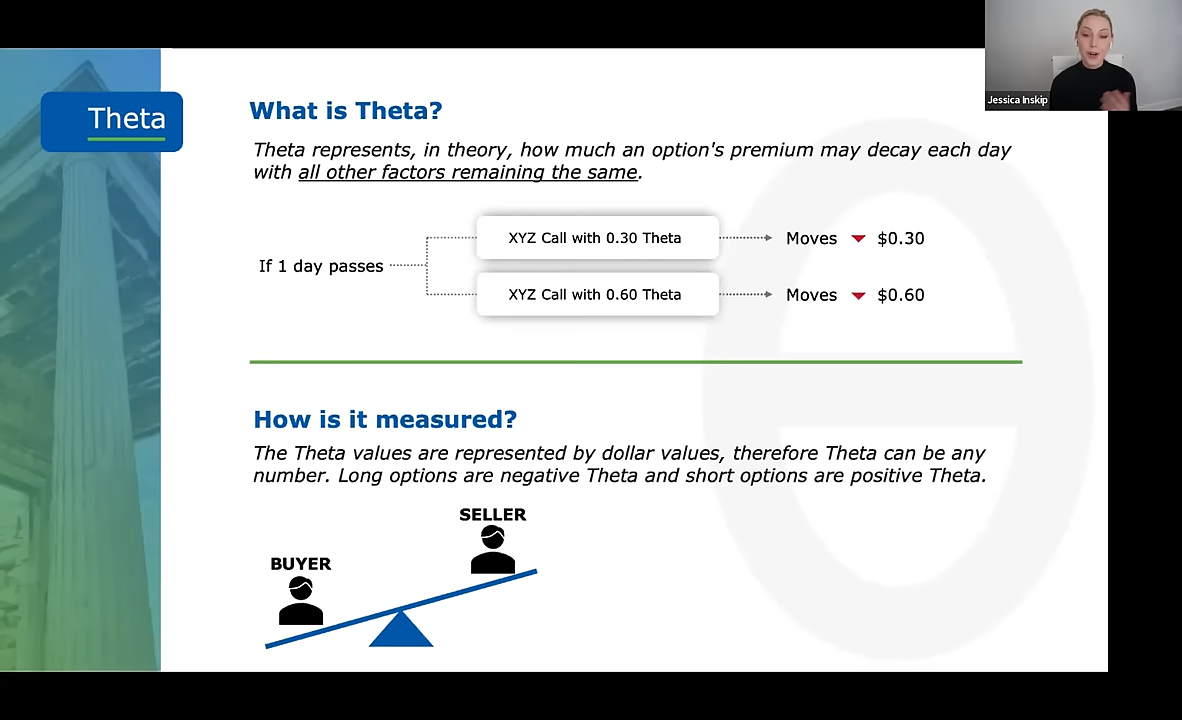 Jessica Inskip
Theta
What is Theta?
Theta represents, in theory, how much an option's premium may decay each day
with all other factors remaining the same.
If 1 day passes
XYZ Call with 0.30 Theta
Moves $0.30
XYZ Call with 0.60 Theta
Moves $0.60
How is it measured?
The Theta values are represented by dollar values, therefore Theta can be any
number. Long options are negative Theta and short options are positive Theta.
SELLER
BUYER